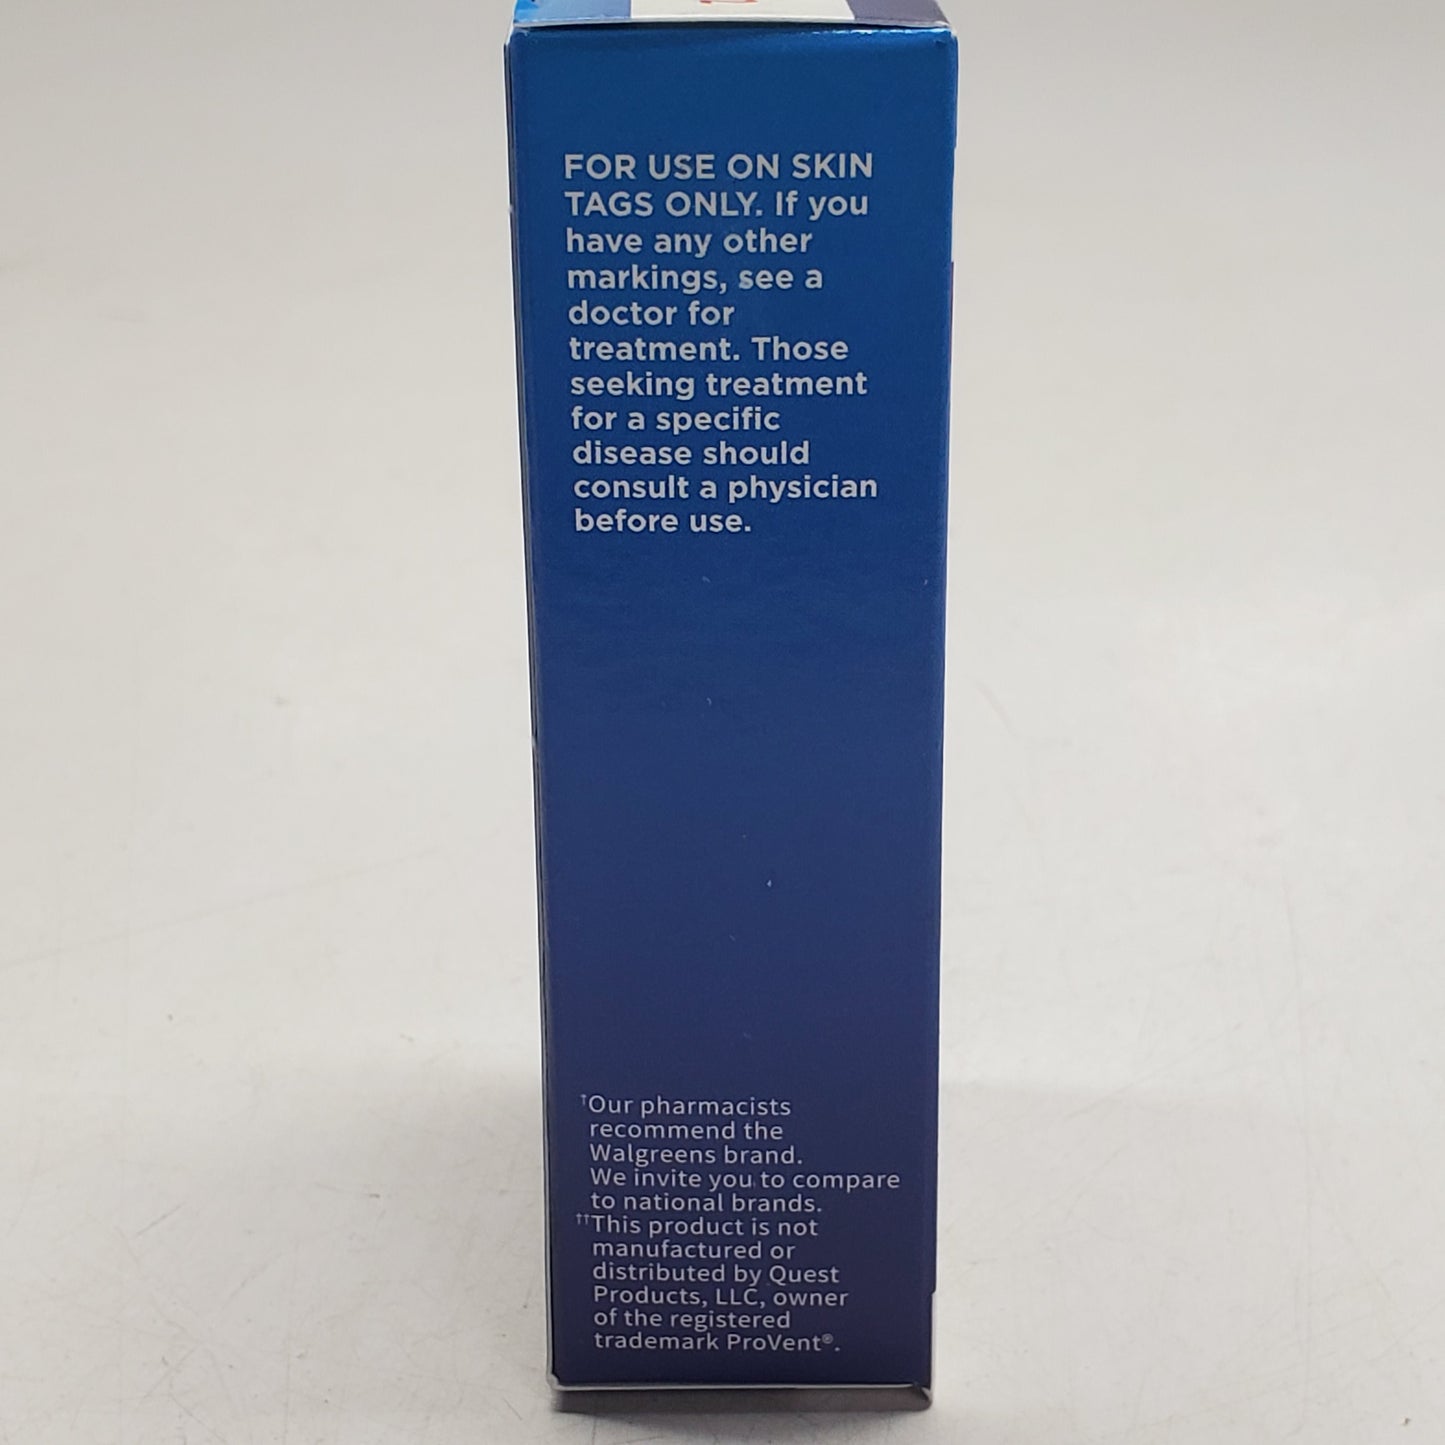 FOR USE ON SKIN
TAGS ONLY. If you
have any other
markings, see a
doctor for
treatment. Those
seeking treatment
for a specific
disease should
consult a physician
before use.
†Our pharmacists
recommend the
Walgreens brand.
We invite you to compare
to national brands.
††This product is not
manufactured or
distributed by Quest
Products, LLC, owner
of the registered
trademark ProVent®.